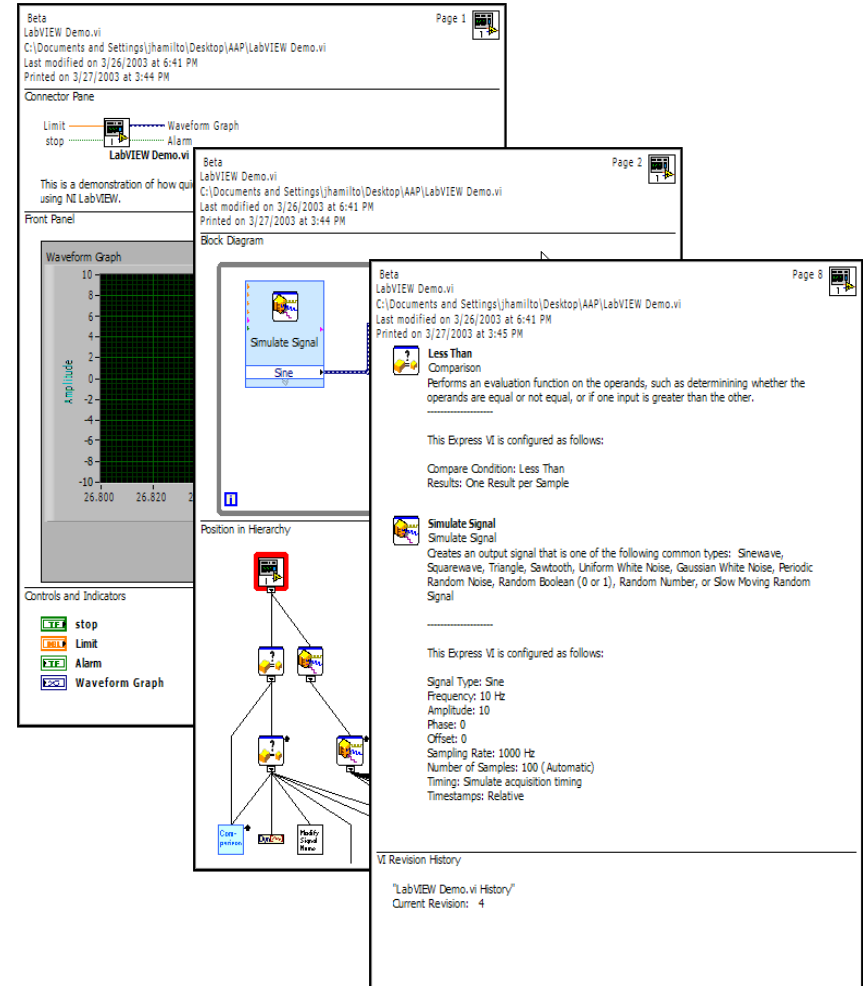 Beta
Page 1
LabVIEW Demo.vi
C:\Documents and Settings\jhamilto\Desktop\AAP\LabVIEW Demo.vi
Last modified on 3/26/2003 at 6:41 PM
Printed on 3/27/2003 at 3:44 PM
Connector Pane
Limit
Waveform Graph
stop
Alarm
LabVIEW Demo.vi
This is a demonstration of how
using NI LabVIEW.
Front Panel
Waveform Graph
10
8
6
4
2
0
-2
-4
-6
-8
-10
Amplitude
26.800
26.820
Controls and Indicators
TF
stop
Limit
TF
Alarm
Waveform Graph
Beta
Page 2
LabVIEW Demo.vi
C:\Documents and Settings\jhamilto\Desktop\AAP\LabVIEW Demo.vi
Last modified on 3/26/2003 at 6:41 PM
Printed on 3/27/2003 at 3:44 PM
Block Diagram
Simulate Signal
Sine
i
Position in Hierarchy
Com-
parison
Modify
Signal
Name
Beta
Page 8
LabVIEW Demo.vi
C:\Documents and Settings\jhamilto\Desktop\AAP\LabVIEW Demo.vi
Last modified on 3/26/2003 at 6:41 PM
Printed on 3/27/2003 at 3:45 PM
Less Than
Comparison
Performs an evaluation function on the operands, such as determinining whether the
operands are equal or not equal, or if one input is greater than the other.
--------------------
This Express VI is configured as follows:
Compare Condition: Less Than
Results: One Result per Sample
Simulate Signal
Simulate Signal
Creates an output signal that is one of the following common types: Sinewave,
Squarewave, Triangle, Sawtooth, Uniform White Noise, Gaussian White Noise, Periodic
Random Noise, Random Boolean (0 or 1), Random Number, or Slow Moving Random
Signal
--------------------
This Express VI is configured as follows:
Signal Type: Sine
Frequency: 10 Hz
Amplitude: 10
Phase: 0
Offset: 0
Sampling Rate: 1000 Hz
Number of Samples: 100 (Automatic)
Timing: Simulate acquisition timing
Timestamps: Relative
VI Revision History
"LabVIEW Demo.vi History"
Current Revision: 4